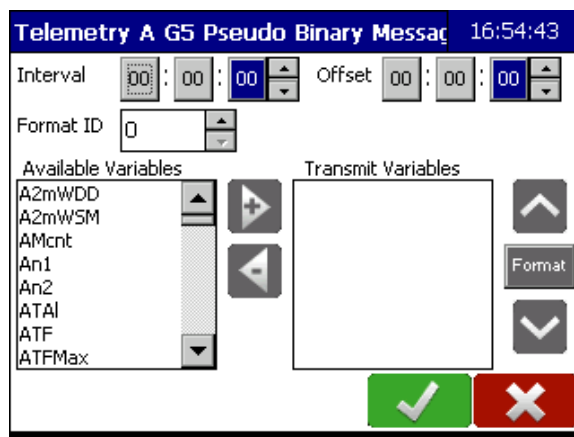 Telemetry A G5 Pseudo Binary Messag 16:54:43
Interval 00 : 00 : 00 Offset 00 : 00 : 00
Format ID 0
Available Variables Transmit Variables
A2mWDD
A2mWSM
AMcnt
An1
An2
ATAl
ATF
ATFMax
+
-
Format